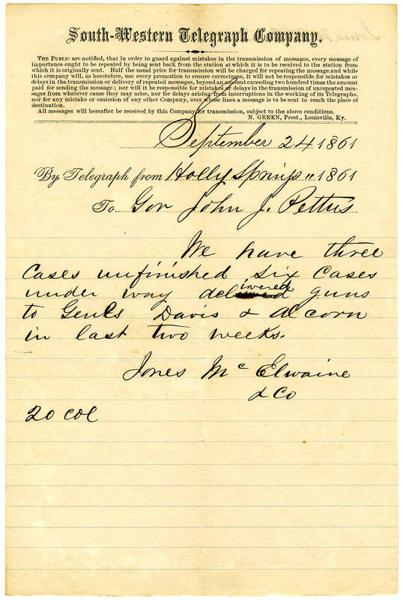 South-Western Telegraph Company.
THE PUBLIC are notified, that in order to guard against mistakes in the transmission of messages, every message of
importance ought to be repeated by being sent back from the station at which it is to be received to the station from
which it is originally sent. Half the usual price for transmission will be charged for repeating the message, and while
this company will, as heretofore, use every precaution to ensure correctness, it will not be responsible for mistakes or
delays in the transmission or delivery of repeated messages, beyond an amount exceeding two hundred times the amount
paid for sending the message; nor will it be responsible for mistakes or delays in the transmission of unrepeated messages
from whatever cause they may arise, nor for delays arising from interruptions in the working of its Telegraphs,
nor for any mistake or omission of any other Company, over whose lines a message is to be sent to reach the place of
destination.
All messages will hereafter be received by this Company for transmission, subject to the above conditions.
N. GREEN, Prest., Louisville, Ky.
September 24 1861
By Telegraph from Holly Springs " 1861
To Gov John J. Pettus
We have three
cases unfinished six cases
under way delivered guns
to Genls Davis & Alcorn
in last two weeks.
Jones McElwaine
& Co
20 col